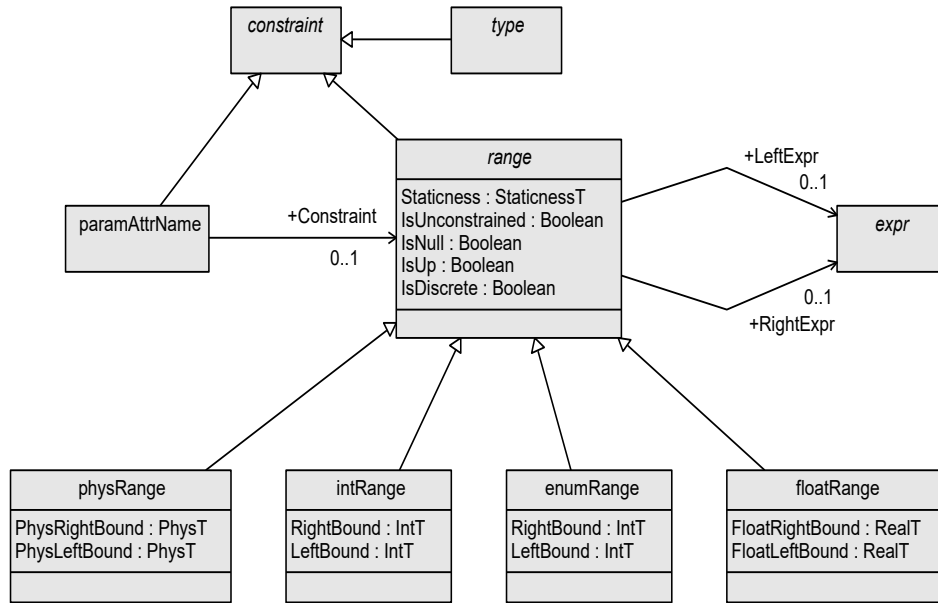 constraint
type
range
+LeftExpr
0..1
Staticness : StaticnessT
IsUnconstrained : Boolean
IsNull : Boolean
IsUp : Boolean
IsDiscrete : Boolean
paramAttrName
+Constraint
0..1
expr
0..1
+RightExpr
physRange
PhysRightBound : PhysT
PhysLeftBound : PhysT
intRange
RightBound : IntT
LeftBound : IntT
enumRange
RightBound : IntT
LeftBound : IntT
floatRange
FloatRightBound : RealT
FloatLeftBound : RealT